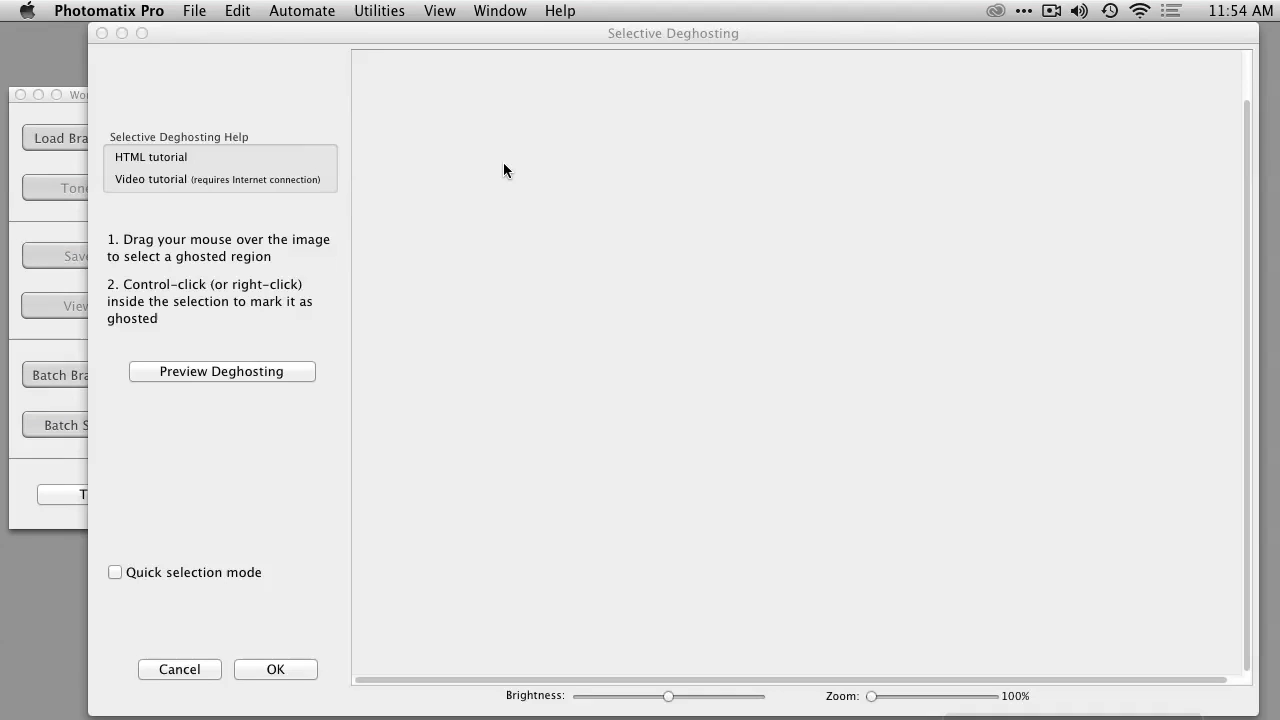 Photomatix Pro File Edit Automate Utilities View Window Help 11:54 AM
Selective Deghosting
Wo
Load Bra
Tone
Save
View
Batch Bra
Batch S
T
Selective Deghosting Help
HTML tutorial
Video tutorial (requires Internet connection)
1. Drag your mouse over the image
to select a ghosted region
2. Control-click (or right-click)
inside the selection to mark it as
ghosted
Preview Deghosting
Quick selection mode
Cancel OK
Brightness: Zoom: 100%